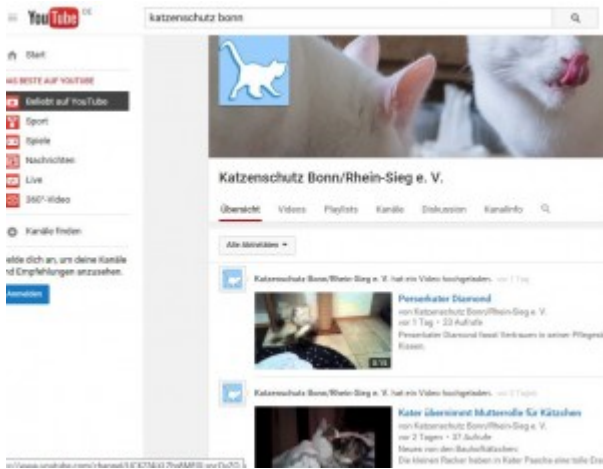 YouTube DE
katzenschutz bonn
Start
DAS BESTE AUF YOUTUBE
Beliebt auf YouTube
Sport
Spiele
Nachrichten
Live
360°-Video
Kanäle finden
elde dich an, um deine Kanäle
nd Empfehlungen anzusehen.
Anmelden
Katzenschutz Bonn/Rhein-Sieg e. V.
Übersicht Videos Playlists Kanäle Diskussion Kanalinfo
Alle Aktivitäten
Katzenschutz Bonn/Rhein-Sieg e. V. hat ein Video hochgeladen. vor 1 Tag
Perserkater Diamond
von Katzenschutz Bonn/Rhein-Sieg e. V.
vor 1 Tag • 23 Aufrufe
Perserkater Diamond fasst Vertrauen in seiner Pflegest
Katzenschutz Bonn/Rhein-Sieg e. V. hat ein Video hochgeladen. vor 2 Tagen
Kater übernimmt Mutterrolle für Kätzchen
von Katzenschutz Bonn/Rhein-Sieg e. V.
vor 2 Tagen • 37 Aufrufe
Neues von den
Die kleinen Racker haben in Kater Pascha eine tolle